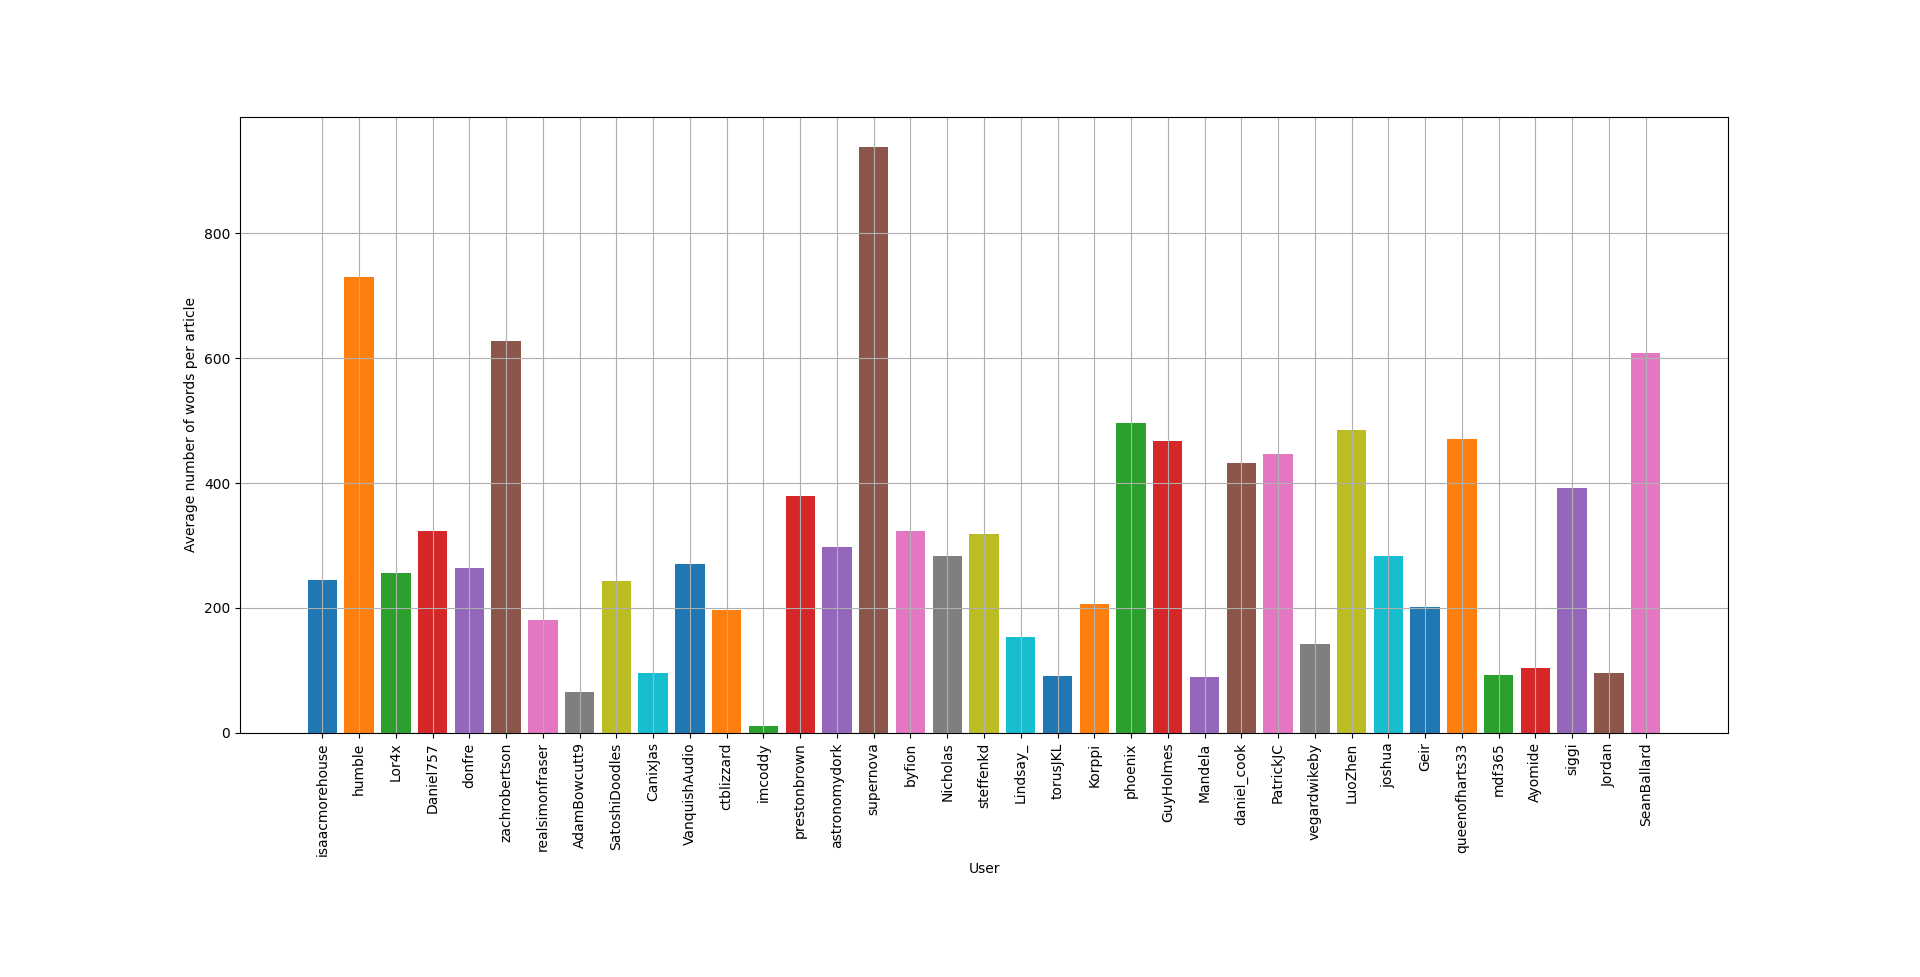 Average number of words per article
800
600
400
200
0
isaacmorehouse
humble
Lor4x
Daniel757
donfre
zachrobertson
realsimonfraser
AdamBowcutt9
SatoshiDoodles
CanixJas
VanquishAudio
ctblizzard
imcoddy
prestonbrown
astronomydork
supernova
byfion
Nicholas
steffenkd
Lindsay_
torusJKL
Korppi
phoenix
GuyHolmes
Mandela
daniel_cook
PatrickJC
vegardwikeby
LuoZhen
joshua
Geir
queenofharts33
mdf365
Ayomide
siggi
Jordan
SeanBallard
User